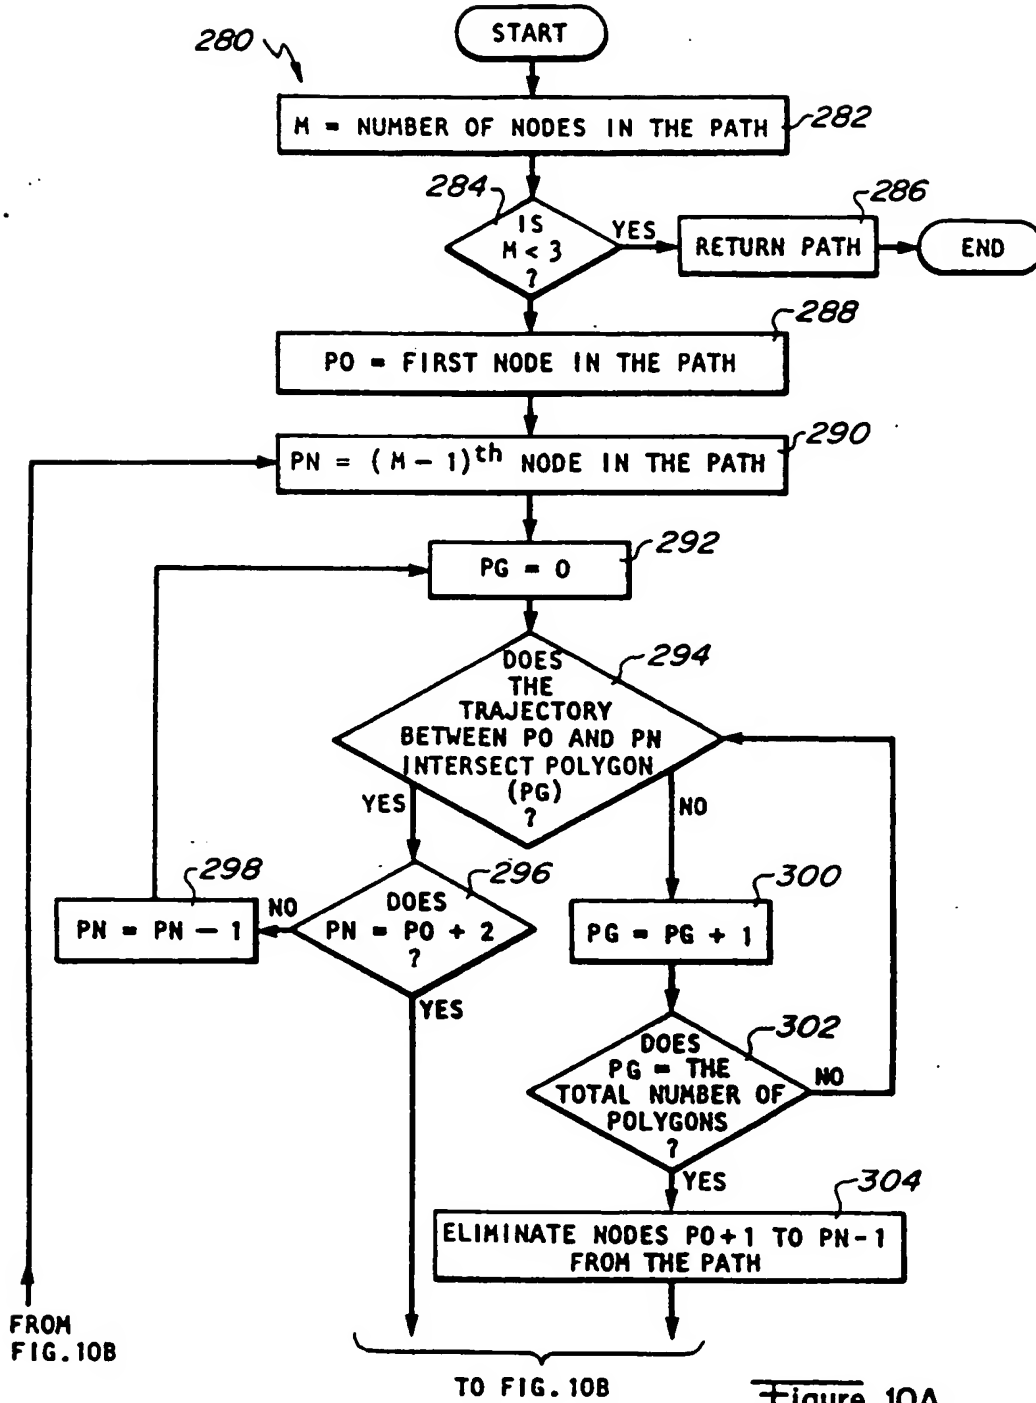 START
280
M = NUMBER OF NODES IN THE PATH
282
284
IS
M < 3
?
YES
286
RETURN PATH
END
288
PO = FIRST NODE IN THE PATH
290
PN = (M - 1)th NODE IN THE PATH
292
PG = 0
294
DOES
THE
TRAJECTORY
BETWEEN PO AND PN
INTERSECT POLYGON
(PG)
?
YES
NO
298
PN = PN - 1
NO
296
DOES
PN = PO + 2
?
YES
300
PG = PG + 1
302
DOES
PG = THE
TOTAL NUMBER OF
POLYGONS
?
NO
YES
304
ELIMINATE NODES PO+1 TO PN-1
FROM THE PATH
FROM
FIG.10B
TO FIG.10B
Figure 10A